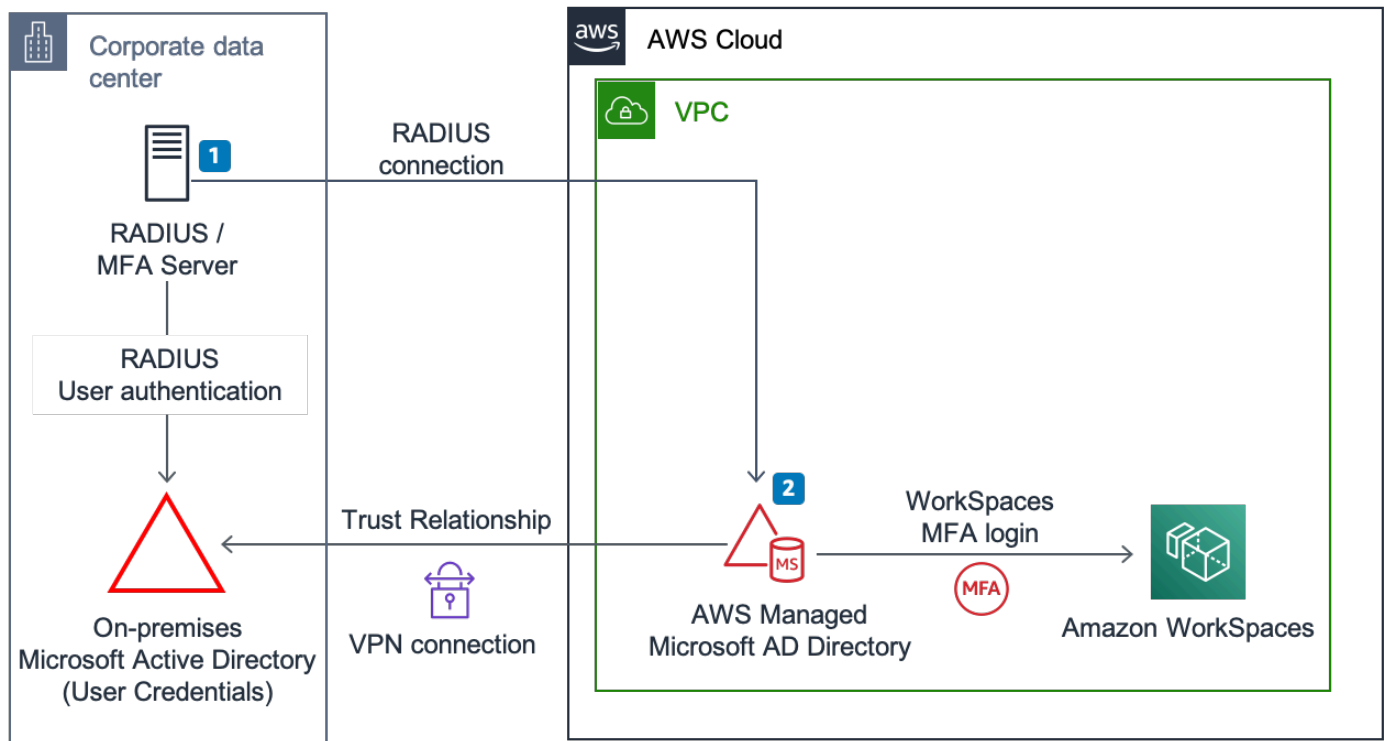 Corporate data
center
aws
AWS Cloud
VPC
RADIUS
connection
1
RADIUS /
MFA Server
RADIUS
User authentication
2
Trust Relationship
WorkSpaces
MFA login
MS
MFA
VPN connection
On-premises
Microsoft Active Directory
(User Credentials)
AWS Managed
Microsoft AD Directory
Amazon WorkSpaces